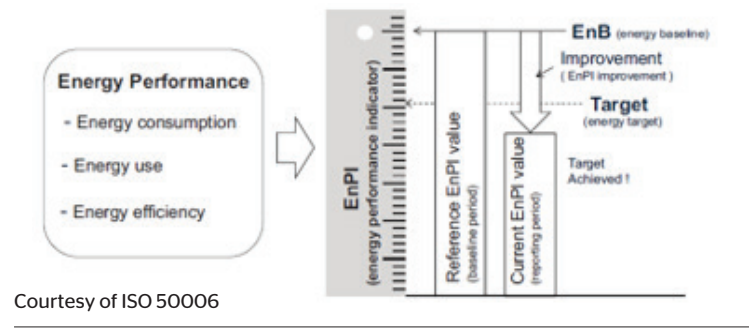 Energy Performance
- Energy consumption
- Energy use
- Energy efficiency
EnPI
(energy performance indicator)
Reference EnPI value
(baseline period)
Current EnPI value
(reporting period)
EnB (energy baseline)
Improvement
( EnPI improvement )
Target
(energy target)
Target
Achieved !
Courtesy of ISO 50006